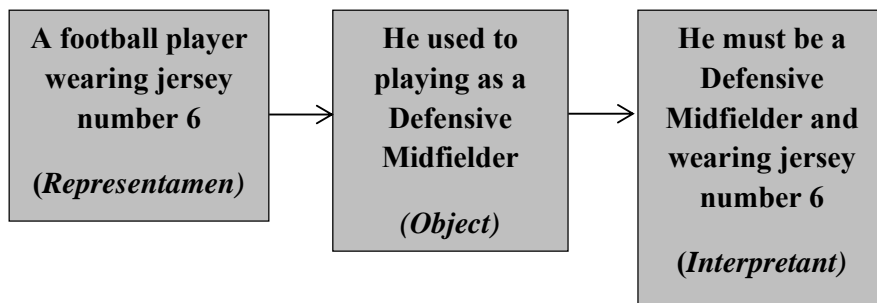 A football player
wearing jersey
number 6
(Representamen)
He used to
playing as a
Defensive
Midfielder
(Object)
He must be a
Defensive
Midfielder and
wearing jersey
number 6
(Interpretant)